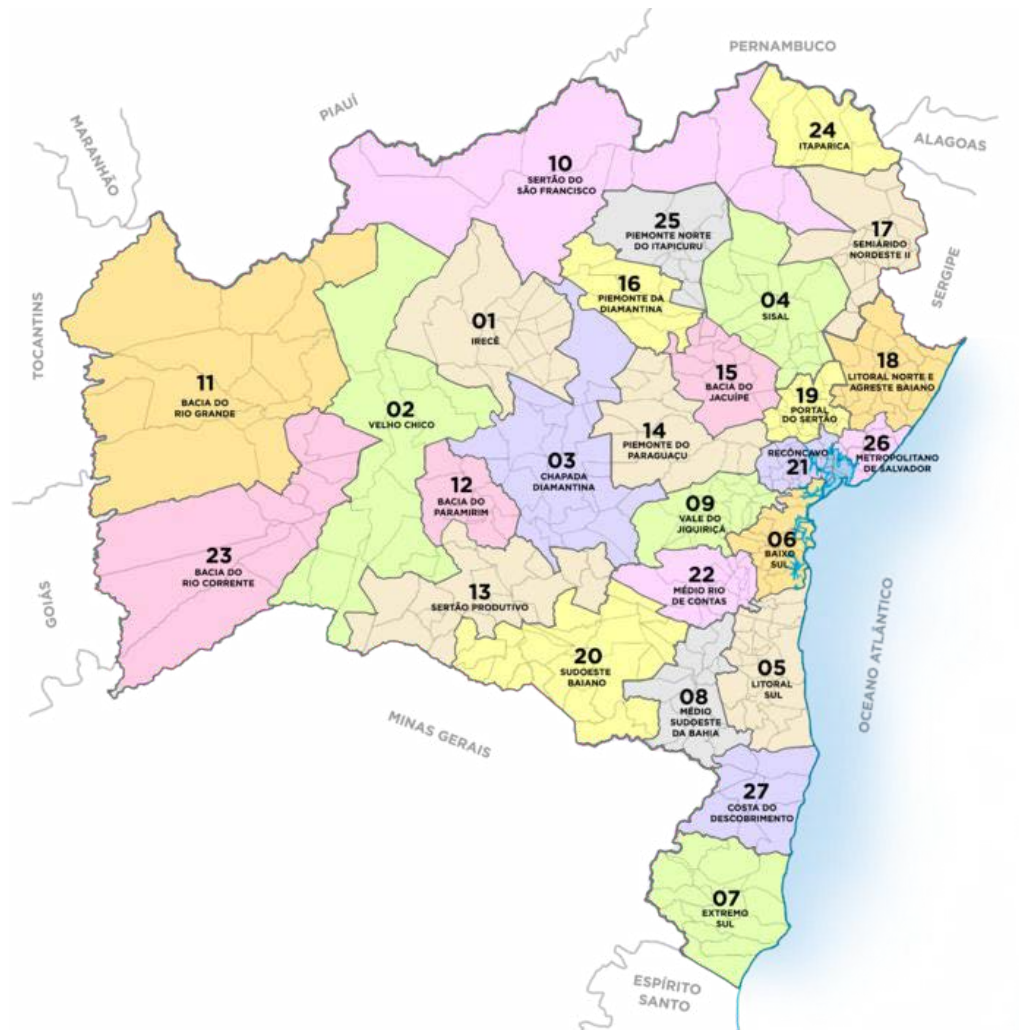 PERNAMBUCO
PIAUÍ
MARANHÃO
24
ITAPARICA
ALAGOAS
10
SERTÃO DO
SÃO FRANCISCO
25
PIEMONTE NORTE
DO ITAPICURU
17
SEMIÁRIDO
NORDESTE II
SERGIPE
16
PIEMONTE DA
DIAMANTINA
04
SISAL
TOCANTINS
01
IRECÊ
15
BACIA DO
JACUÍPE
18
LITORAL NORTE E
AGRESTE BAIANO
11
BACIA DO
RIO GRANDE
02
VELHO CHICO
19
PORTAL
DO SERTÃO
14
PIEMONTE DO
PARAGUAÇU
26
METROPOLITANO
DE SALVADOR
RECÔNCAVO
21
03
CHAPADA
DIAMANTINA
12
BACIA DO
PARAMIRIM
09
VALE DO
JIQUIRIÇÁ
06
BAIXO
SUL
23
BACIA DO
RIO CORRENTE
22
MÉDIO RIO
DE CONTAS
13
SERTÃO PRODUTIVO
GOIÁS
OCEANO ATLÂNTICO
20
SUDOESTE
BAIANO
05
LITORAL
SUL
08
MÉDIO
SUDOESTE
DA BAHIA
MINAS GERAIS
27
COSTA DO
DESCOBRIMENTO
07
EXTREMO
SUL
ESPÍRITO
SANTO